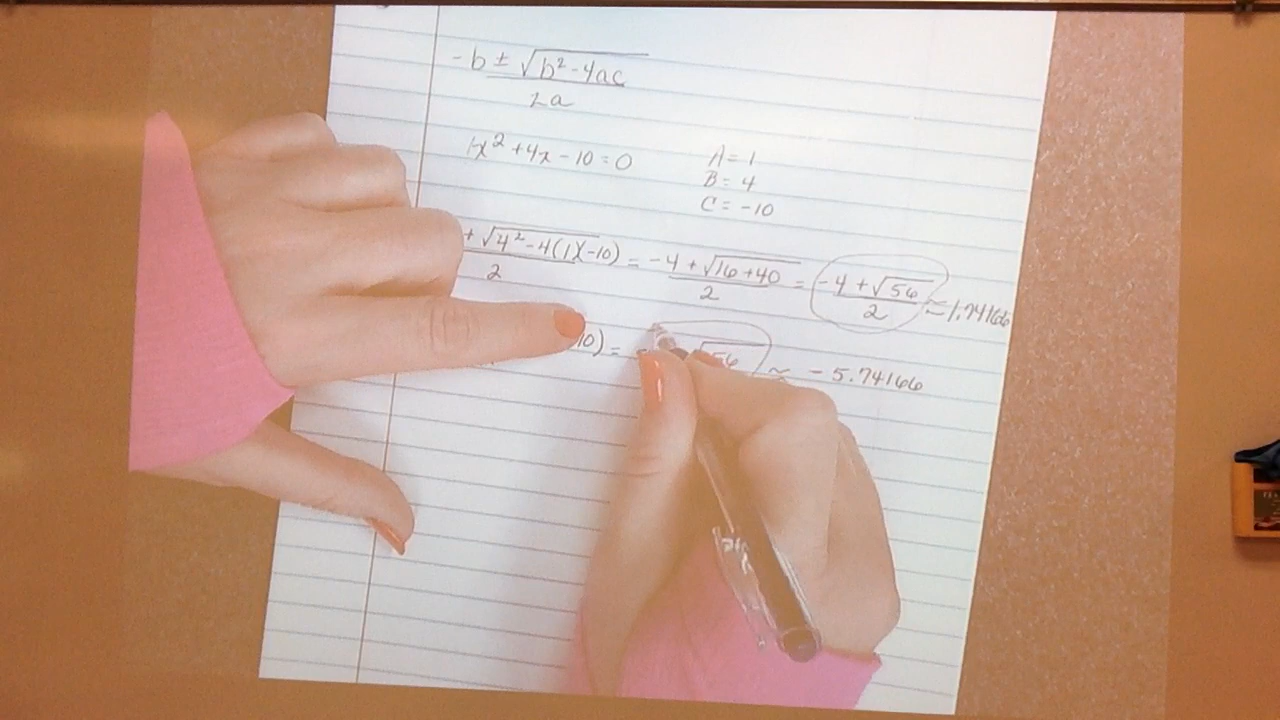 -b ± √b²-4ac
2a
1x² + 4x - 10 = 0
A = 1
B = 4
C = -10
+ √4² - 4(1)(-10) = -4 + √16 + 40 = -4 + √56 ≈ 1.74166
2 2 2
10) = √56 ≈ - 5.74166